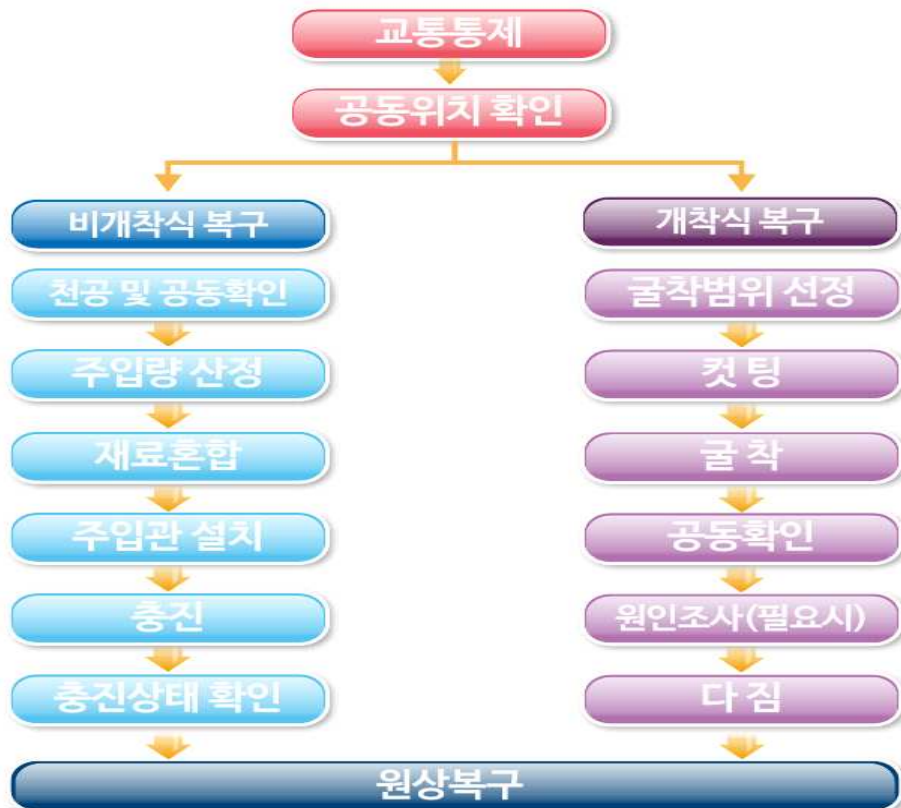 교통통제
공동위치 확인
비개착식 복구
천공 및 공동확인
주입량 산정
재료혼합
주입관 설치
충진
충진상태 확인
개착식 복구
굴착범위 선정
컷 팅
굴 착
공동확인
원인조사(필요시)
다 짐
원상복구